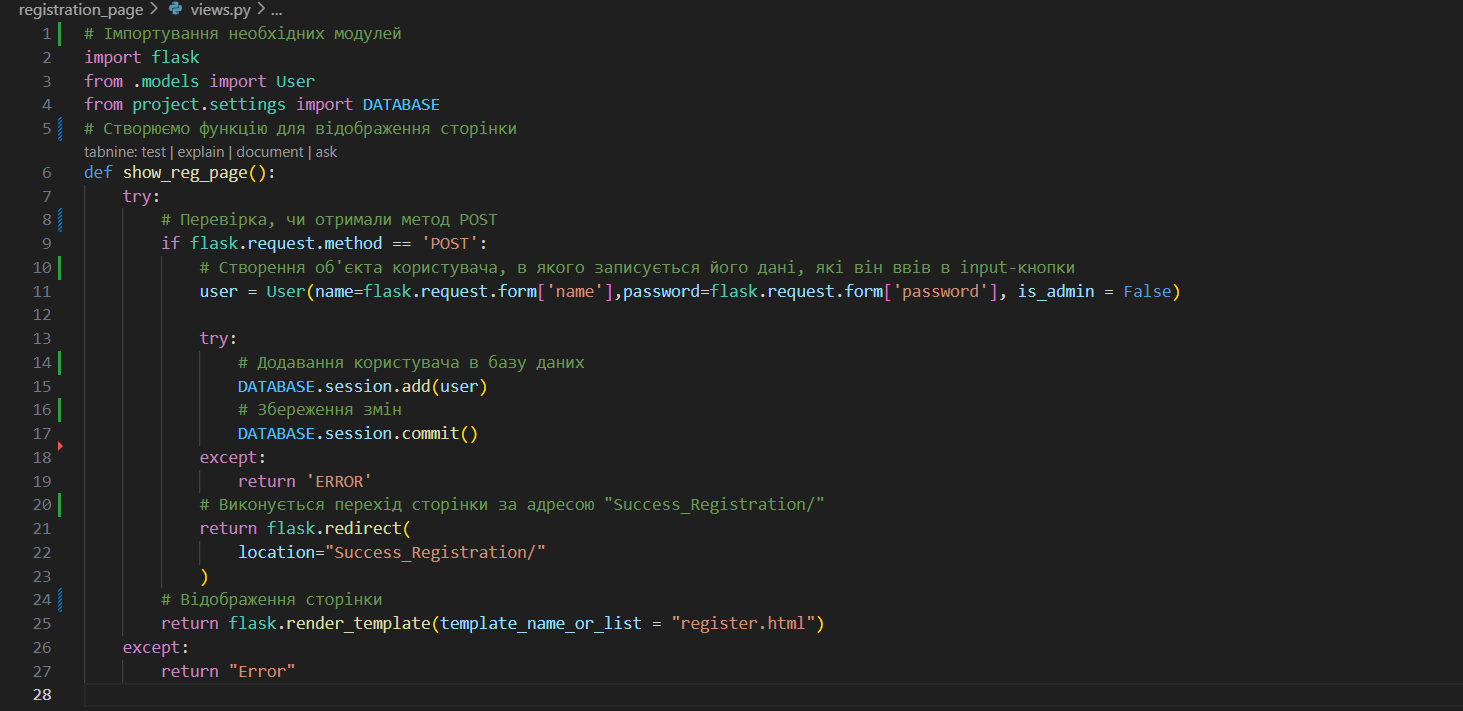 registration_page > views.py > ...
1 # Імпортування необхідних модулей
2 import flask
3 from .models import User
4 from project.settings import DATABASE
5 # Створюємо функцію для відображення сторінки
tabnine: test | explain | document | ask
6 def show_reg_page():
7     try:
8         # Перевірка, чи отримали метод POST
9         if flask.request.method == 'POST':
10             # Створення об'єкта користувача, в якого записується його дані, які він ввів в input-кнопки
11             user = User(name=flask.request.form['name'],password=flask.request.form['password'], is_admin = False)
12
13             try:
14                 # Додавання користувача в базу даних
15                 DATABASE.session.add(user)
16                 # Збереження змін
17                 DATABASE.session.commit()
18             except:
19                 return 'ERROR'
20             # Виконується перехід сторінки за адресою "Success_Registration/"
21             return flask.redirect(
22                 location="Success_Registration/"
23             )
24         # Відображення сторінки
25         return flask.render_template(template_name_or_list = "register.html")
26     except:
27         return "Error"
28